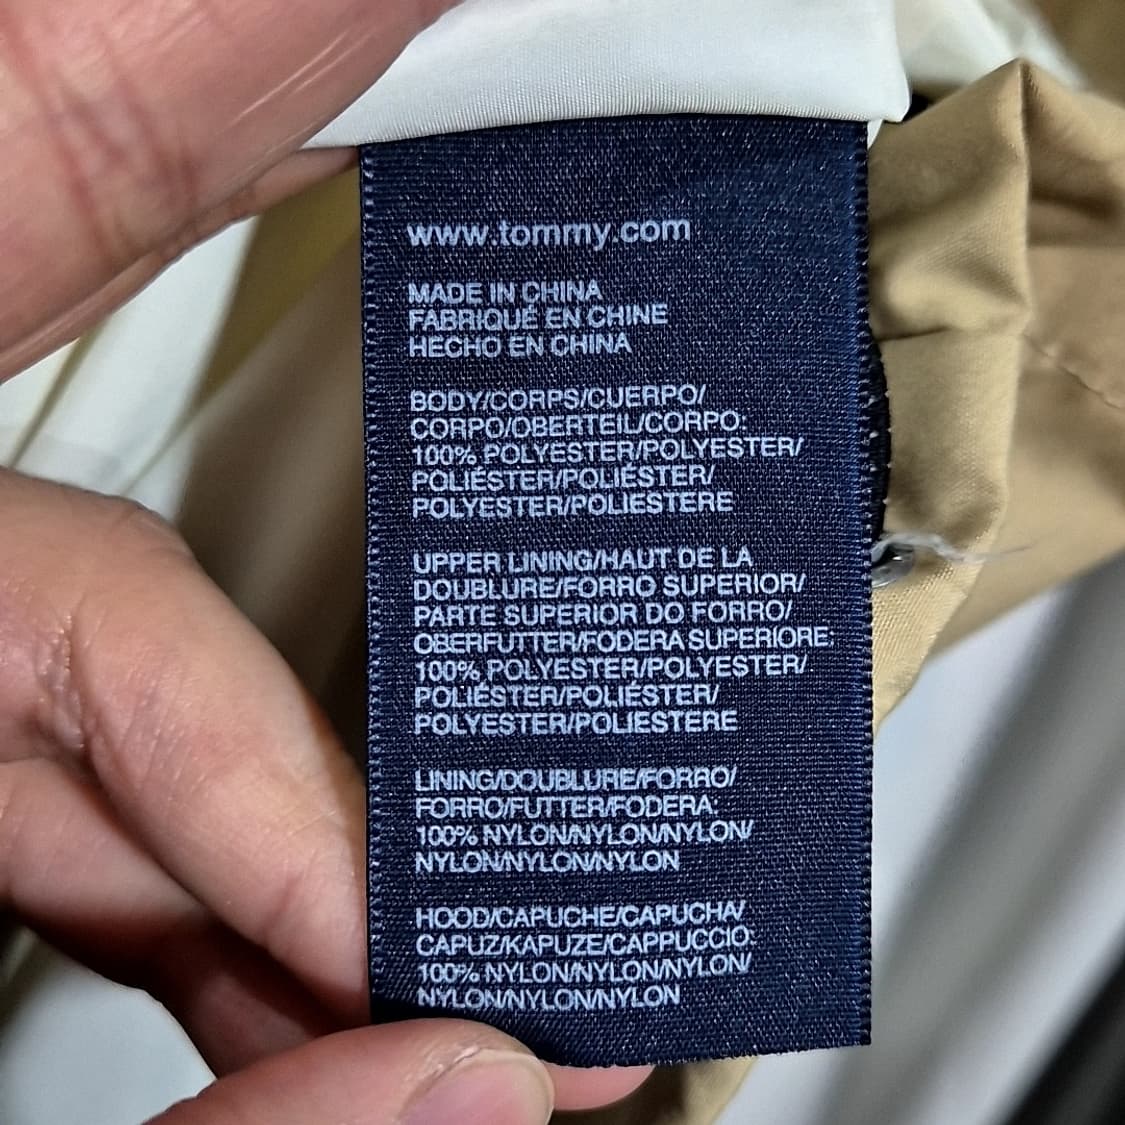 www.tommy.com
MADE IN CHINA
FABRIQUÉ EN CHINE
HECHO EN CHINA
BODY/CORPS/CUERPO/
CORPO/OBERTEIL/CORPO:
100% POLYESTER/POLYESTER/
POLIÉSTER/POLIÉSTER/
POLYESTER/POLIESTERE
UPPER LINING/HAUT DE LA
DOUBLURE/FORRO SUPERIOR/
PARTE SUPERIOR DO FORRO/
OBERFUTTER/FODERA SUPERIORE:
100% POLYESTER/POLYESTER/
POLIÉSTER/POLIÉSTER/
POLYESTER/POLIESTERE
LINING/DOUBLURE/FORRO/
FORRO/FUTTER/FODERA:
100% NYLON/NYLON/NYLON/
NYLON/NYLON/NYLON
HOOD/CAPUCHE/CAPUCHA/
CAPUZ/KAPUZE/CAPPUCCIO:
100% NYLON/NYLON/NYLON/
NYLON/NYLON/NYLON